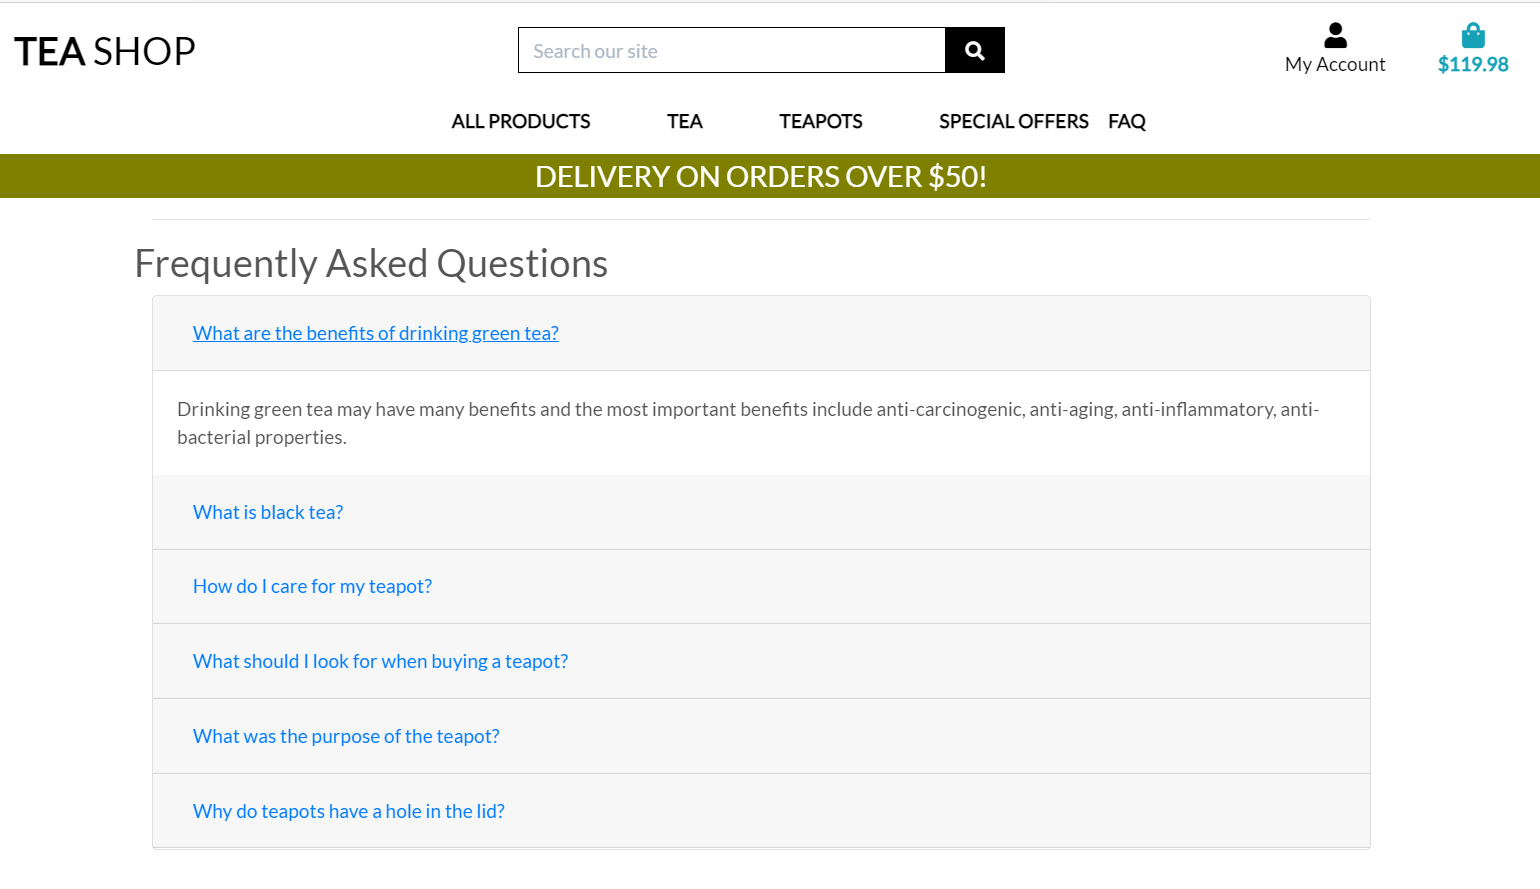 TEA SHOP
Search our site
My Account
$119.98
ALL PRODUCTS TEA TEAPOTS SPECIAL OFFERS FAQ
DELIVERY ON ORDERS OVER $50!
Frequently Asked Questions
What are the benefits of drinking green tea?
Drinking green tea may have many benefits and the most important benefits include anti-carcinogenic, anti-aging, anti-inflammatory, anti-
bacterial properties.
What is black tea?
How do I care for my teapot?
What should I look for when buying a teapot?
What was the purpose of the teapot?
Why do teapots have a hole in the lid?